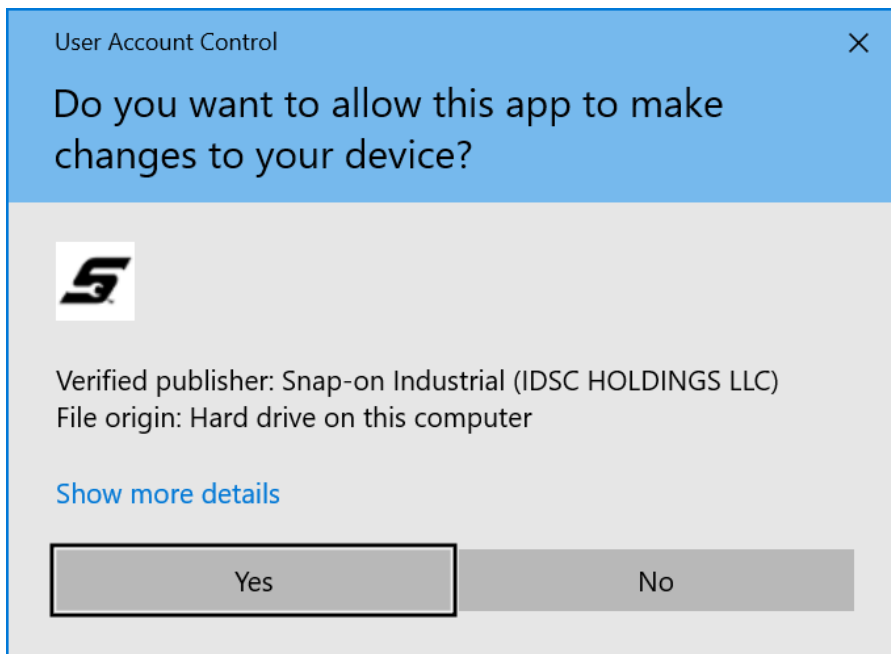 User Account Control
Do you want to allow this app to make
changes to your device?
Verified publisher: Snap-on Industrial (IDSC HOLDINGS LLC)
File origin: Hard drive on this computer
Show more details
Yes
No